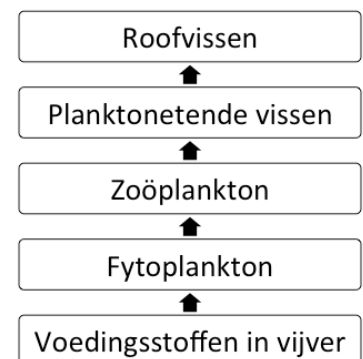 Roofvissen
Planktonetende vissen
Zoöplankton
Fytoplankton
Voedingsstoffen in vijver